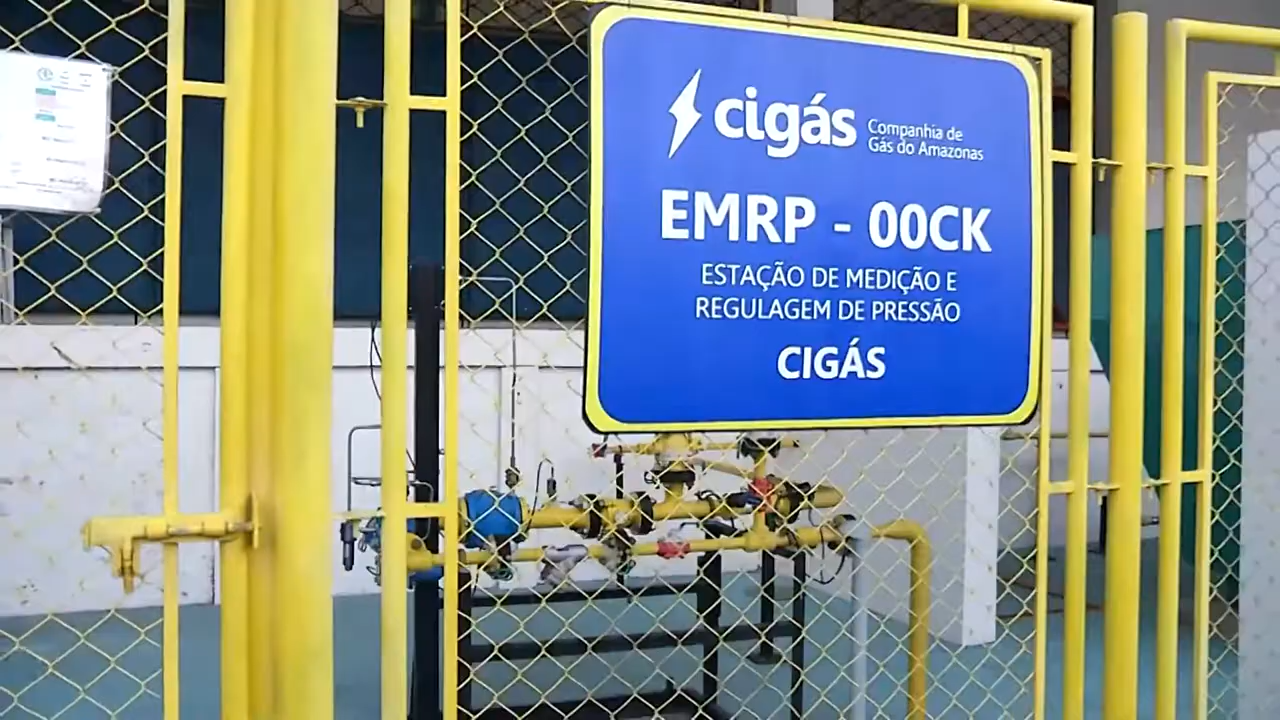 cigás
Companhia de
Gás do Amazonas
EMRP - 00CK
ESTAÇÃO DE MEDIÇÃO E
REGULAGEM DE PRESSÃO
CIGÁS